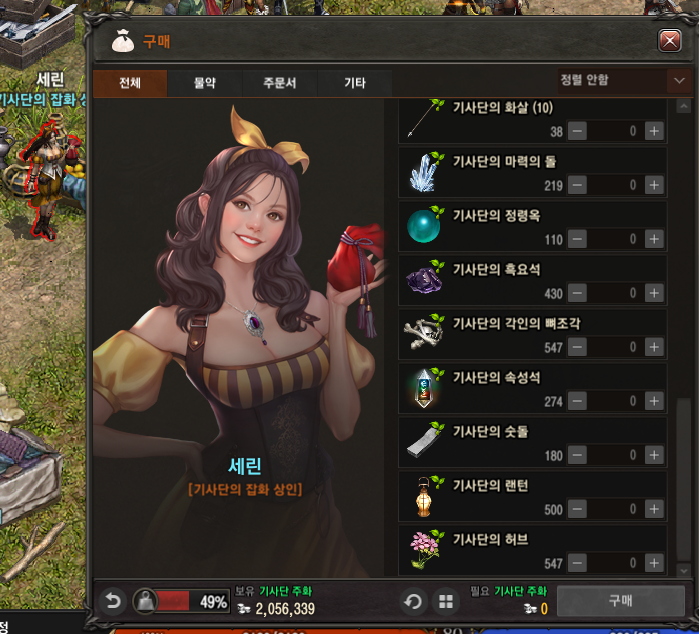 구매
전체
물약
주문서
기타
정렬 안함
세린
기사단의 잡화 상
기사단의 화살 (10)
38
0
기사단의 마력의 돌
219
0
기사단의 정령옥
110
0
기사단의 흑요석
430
0
기사단의 각인의 뼈조각
547
0
기사단의 속성석
274
0
기사단의 숫돌
180
0
기사단의 랜턴
500
0
기사단의 허브
547
0
세린
[기사단의 잡화 상인]
49%
보유 기사단 주화
2,056,339
필요 기사단 주화
0
구매